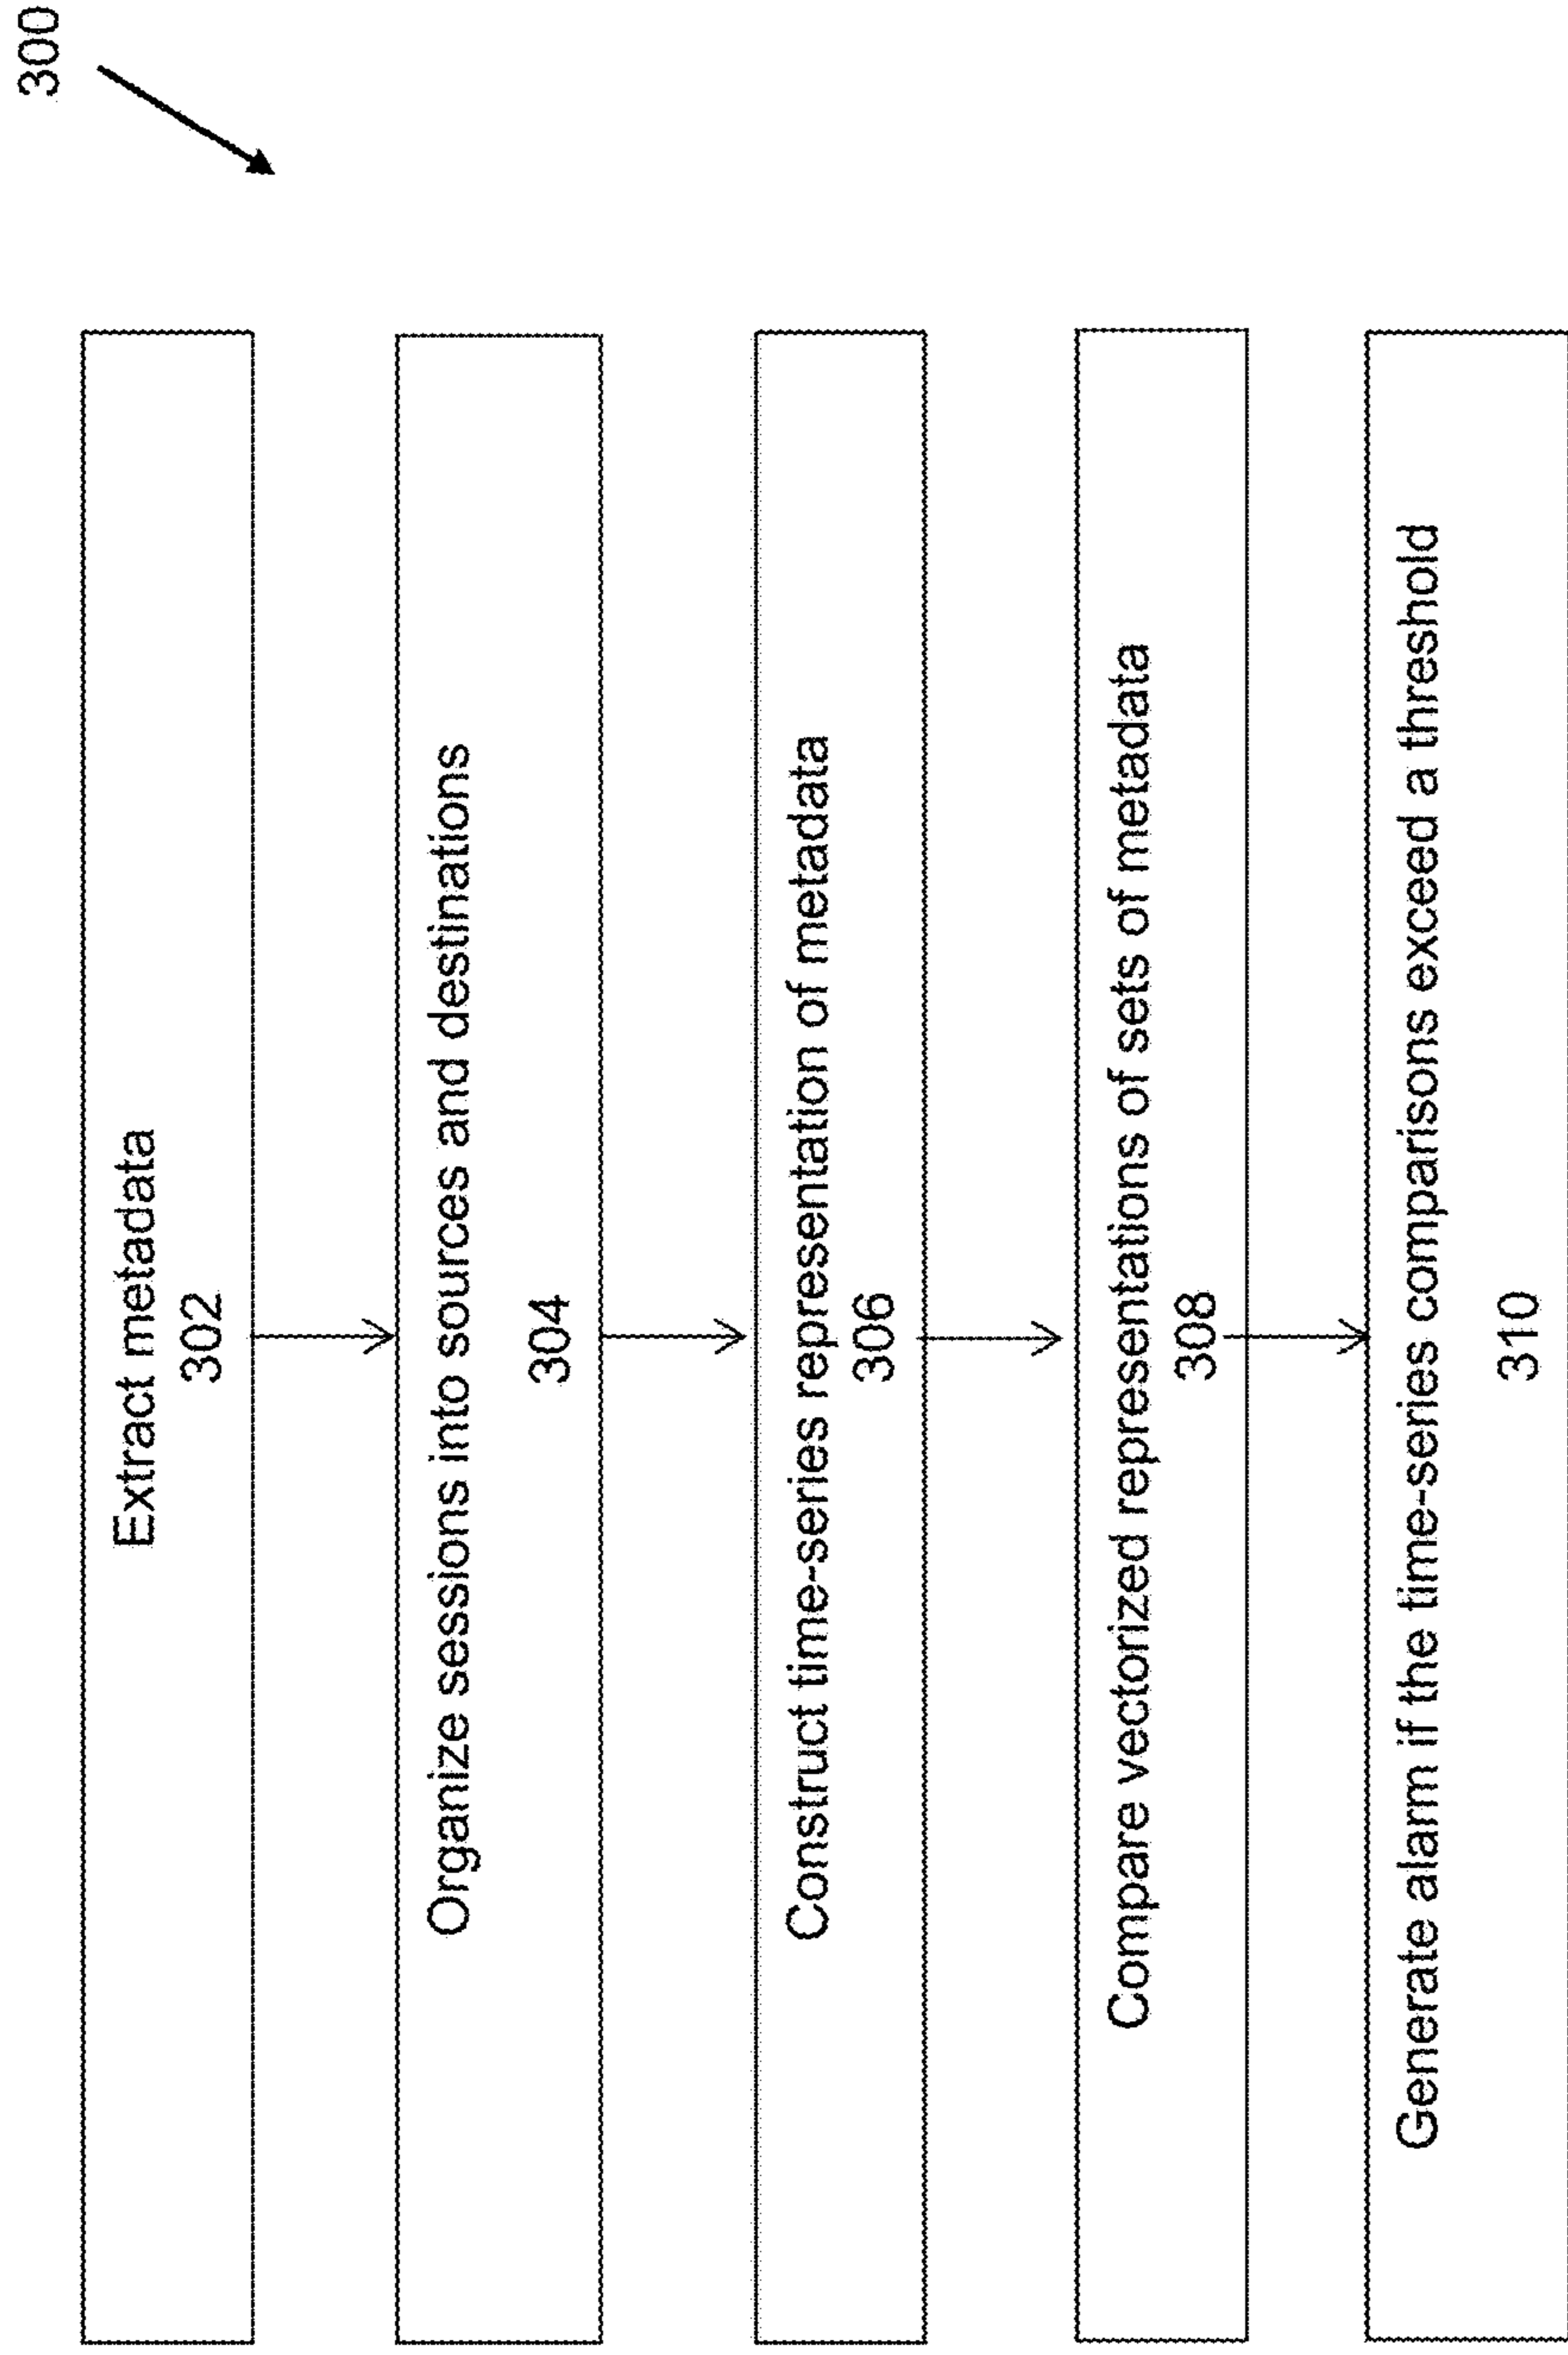 300
Extract metadata
302
Organize sessions into sources and destinations
304
Construct time-series representation of metadata
306
Compare vectorized representations of sets of metadata
308
Generate alarm if the time-series comparisons exceed a threshold
310